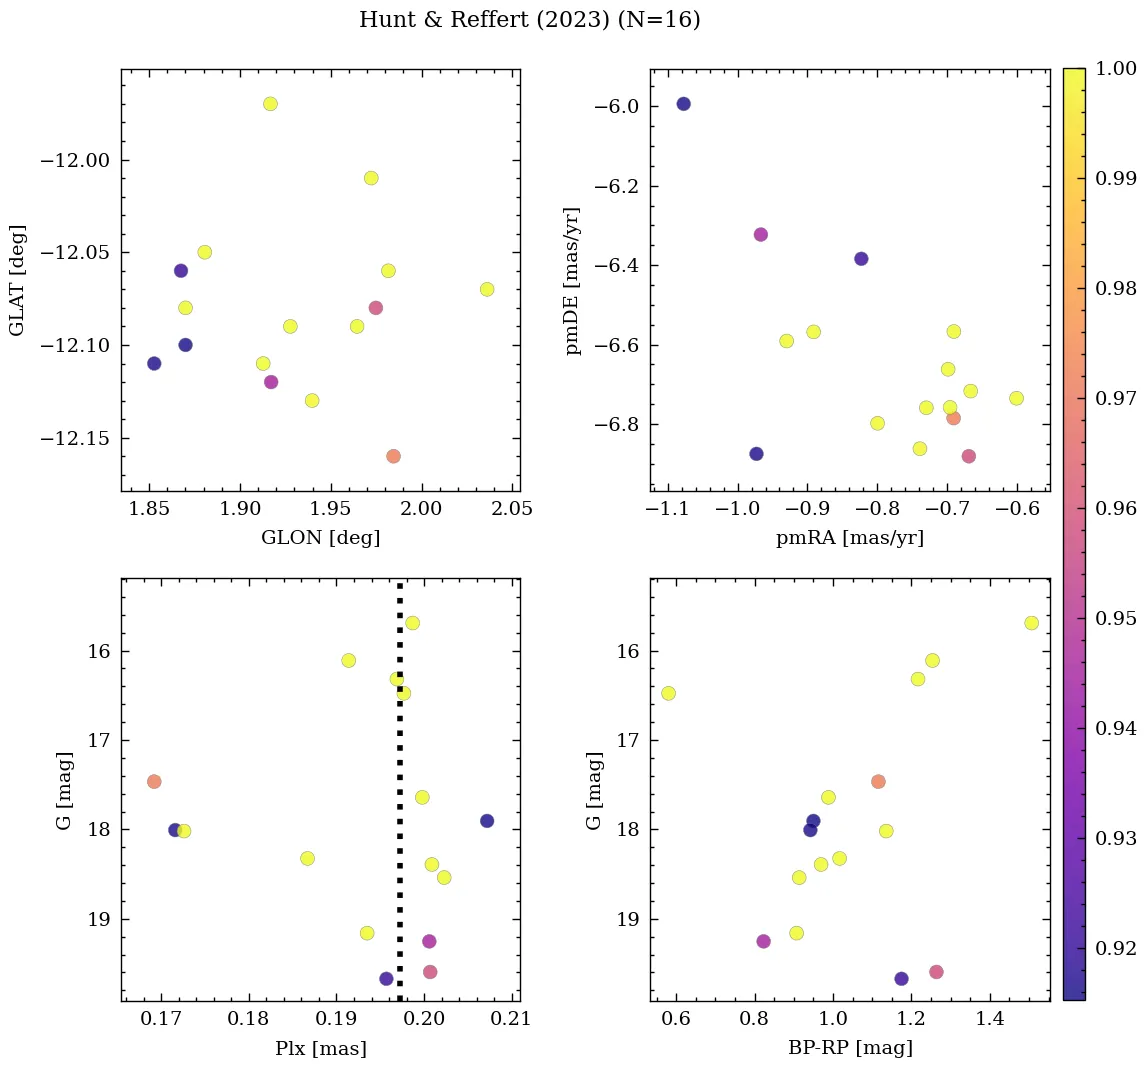 Hunt & Reffert (2023) (N=16)
GLAT [deg]
−12.00
−12.05
−12.10
−12.15
1.85 1.90 1.95 2.00 2.05
GLON [deg]
pmDE [mas/yr]
−6.0
−6.2
−6.4
−6.6
−6.8
−1.1 −1.0 −0.9 −0.8 −0.7 −0.6
pmRA [mas/yr]
G [mag]
16
17
18
19
0.17 0.18 0.19 0.20 0.21
Plx [mas]
G [mag]
16
17
18
19
0.6 0.8 1.0 1.2 1.4
BP-RP [mag]
1.00
0.99
0.98
0.97
0.96
0.95
0.94
0.93
0.92